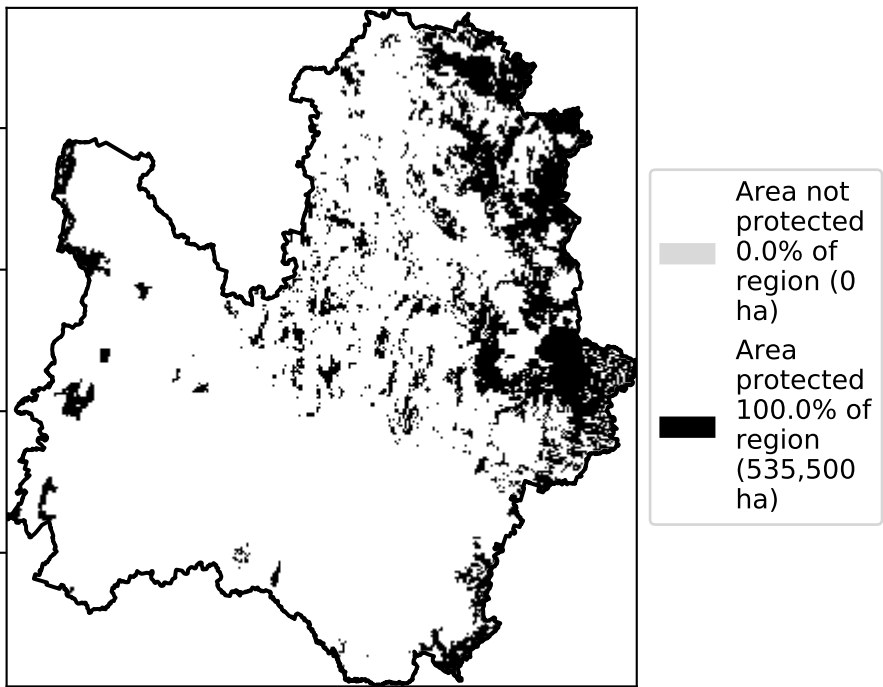 Area not
protected
0.0% of
region (0
ha)
Area
protected
100.0% of
region
(535,500
ha)